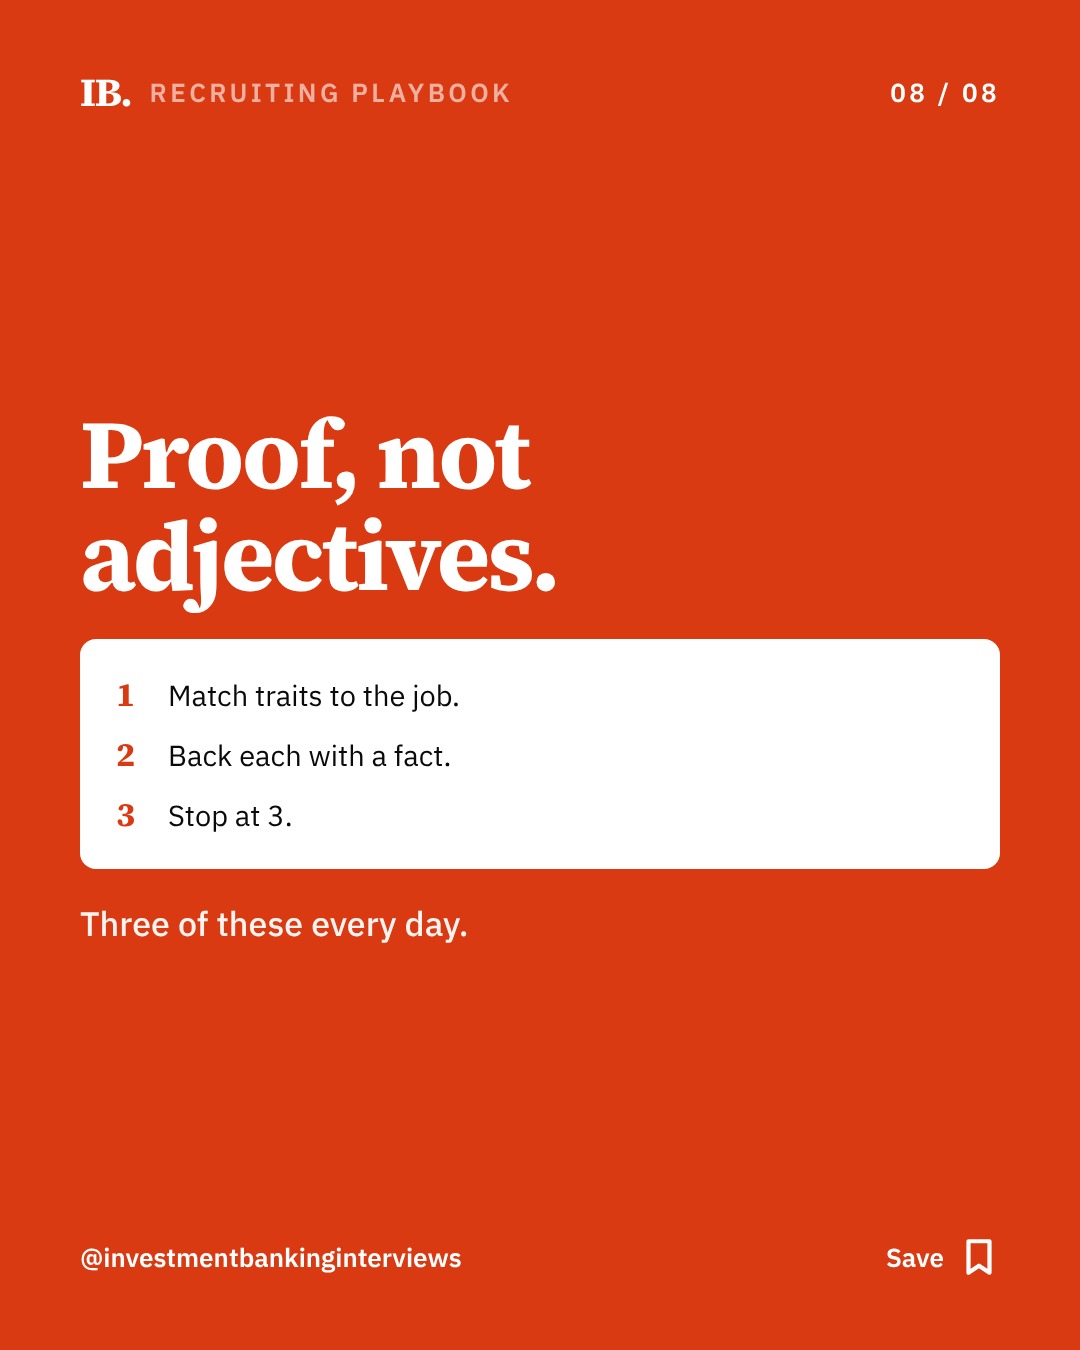 IB. RECRUITING PLAYBOOK 08 / 08
Proof, not
adjectives.
1 Match traits to the job.
2 Back each with a fact.
3 Stop at 3.
Three of these every day.
@investmentbankinginterviews Save